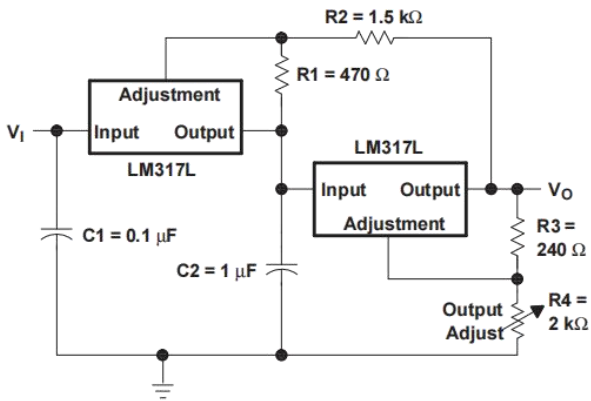 R2 = 1.5 kΩ
R1 = 470 Ω
Adjustment
VI
Input Output
LM317L
LM317L
Input Output
VO
Adjustment
R3 =
240 Ω
C1 = 0.1 µF
C2 = 1 µF
Output
Adjust
R4 =
2 kΩ